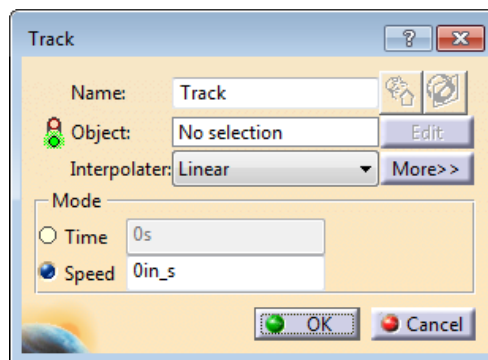 Track
?
Name: Track
Object: No selection Edit
Interpolater: Linear More>>
Mode
Time 0s
Speed 0in_s
OK Cancel